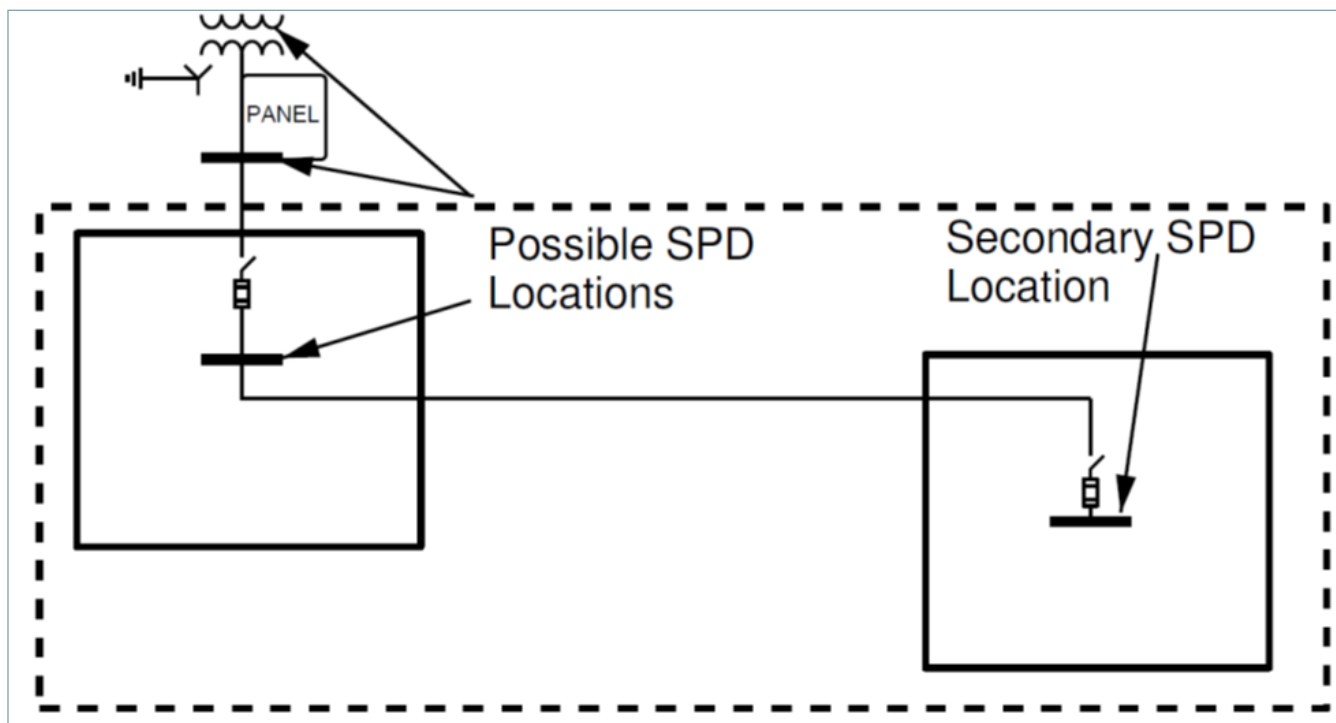 PANEL
Possible SPD
Locations
Secondary SPD
Location